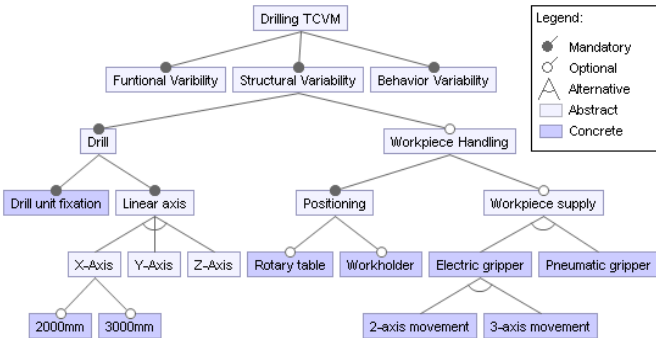 Drilling TCVM
Legend:
Mandatory
Optional
Alternative
Abstract
Concrete
Funtional Varibility
Structural Variability
Behavior Variability
Drill
Workpiece Handling
Drill unit fixation
Linear axis
Positioning
Workpiece supply
X-Axis
Y-Axis
Z-Axis
Rotary table
Workholder
Electric gripper
Pneumatic gripper
2000mm
3000mm
2-axis movement
3-axis movement